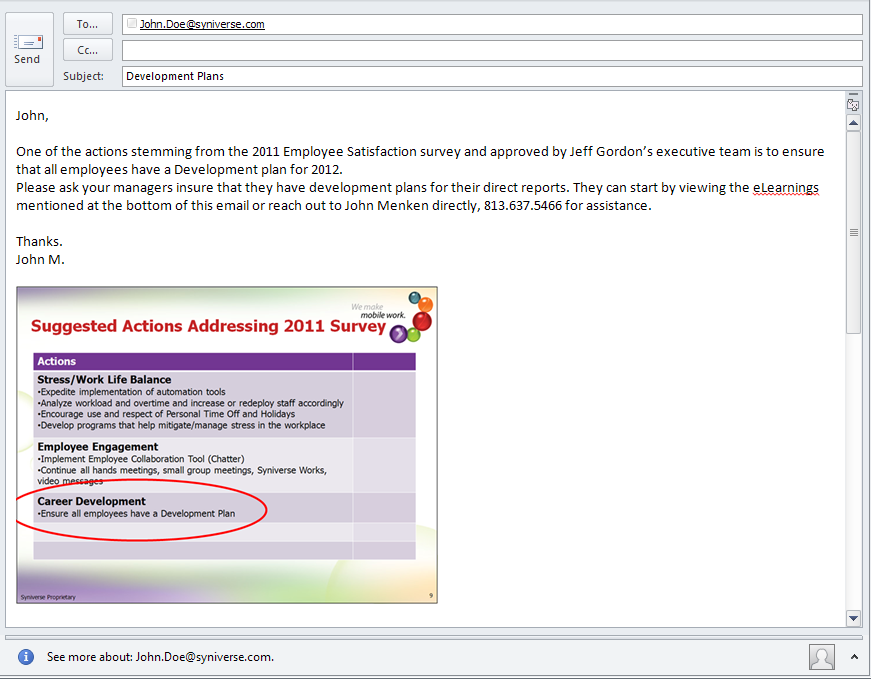 To...
John.Doe@syniverse.com
Send
Cc...
Subject:
Development Plans
John,
One of the actions stemming from the 2011 Employee Satisfaction survey and approved by Jeff Gordon's executive team is to ensure
that all employees have a Development plan for 2012.
Please ask your managers insure that they have development plans for their direct reports. They can start by viewing the eLearnings
mentioned at the bottom of this email or reach out to John Menken directly, 813.637.5466 for assistance.
Thanks.
John M.
We make
mobile work.
Suggested Actions Addressing 2011 Survey
Actions
Stress/Work Life Balance
•Expedite implementation of automation tools
•Analyze workload and overtime and increase or redeploy staff accordingly
•Encourage use and respect of Personal Time Off and Holidays
•Develop programs that help mitigate/manage stress in the workplace
Employee Engagement
•Implement Employee Collaboration Tool (Chatter)
•Continue all hands meetings, small group meetings, Syniverse Works,
video messages
Career Development
•Ensure all employees have a Development Plan
Syniverse Proprietary
9
See more about: John.Doe@syniverse.com.